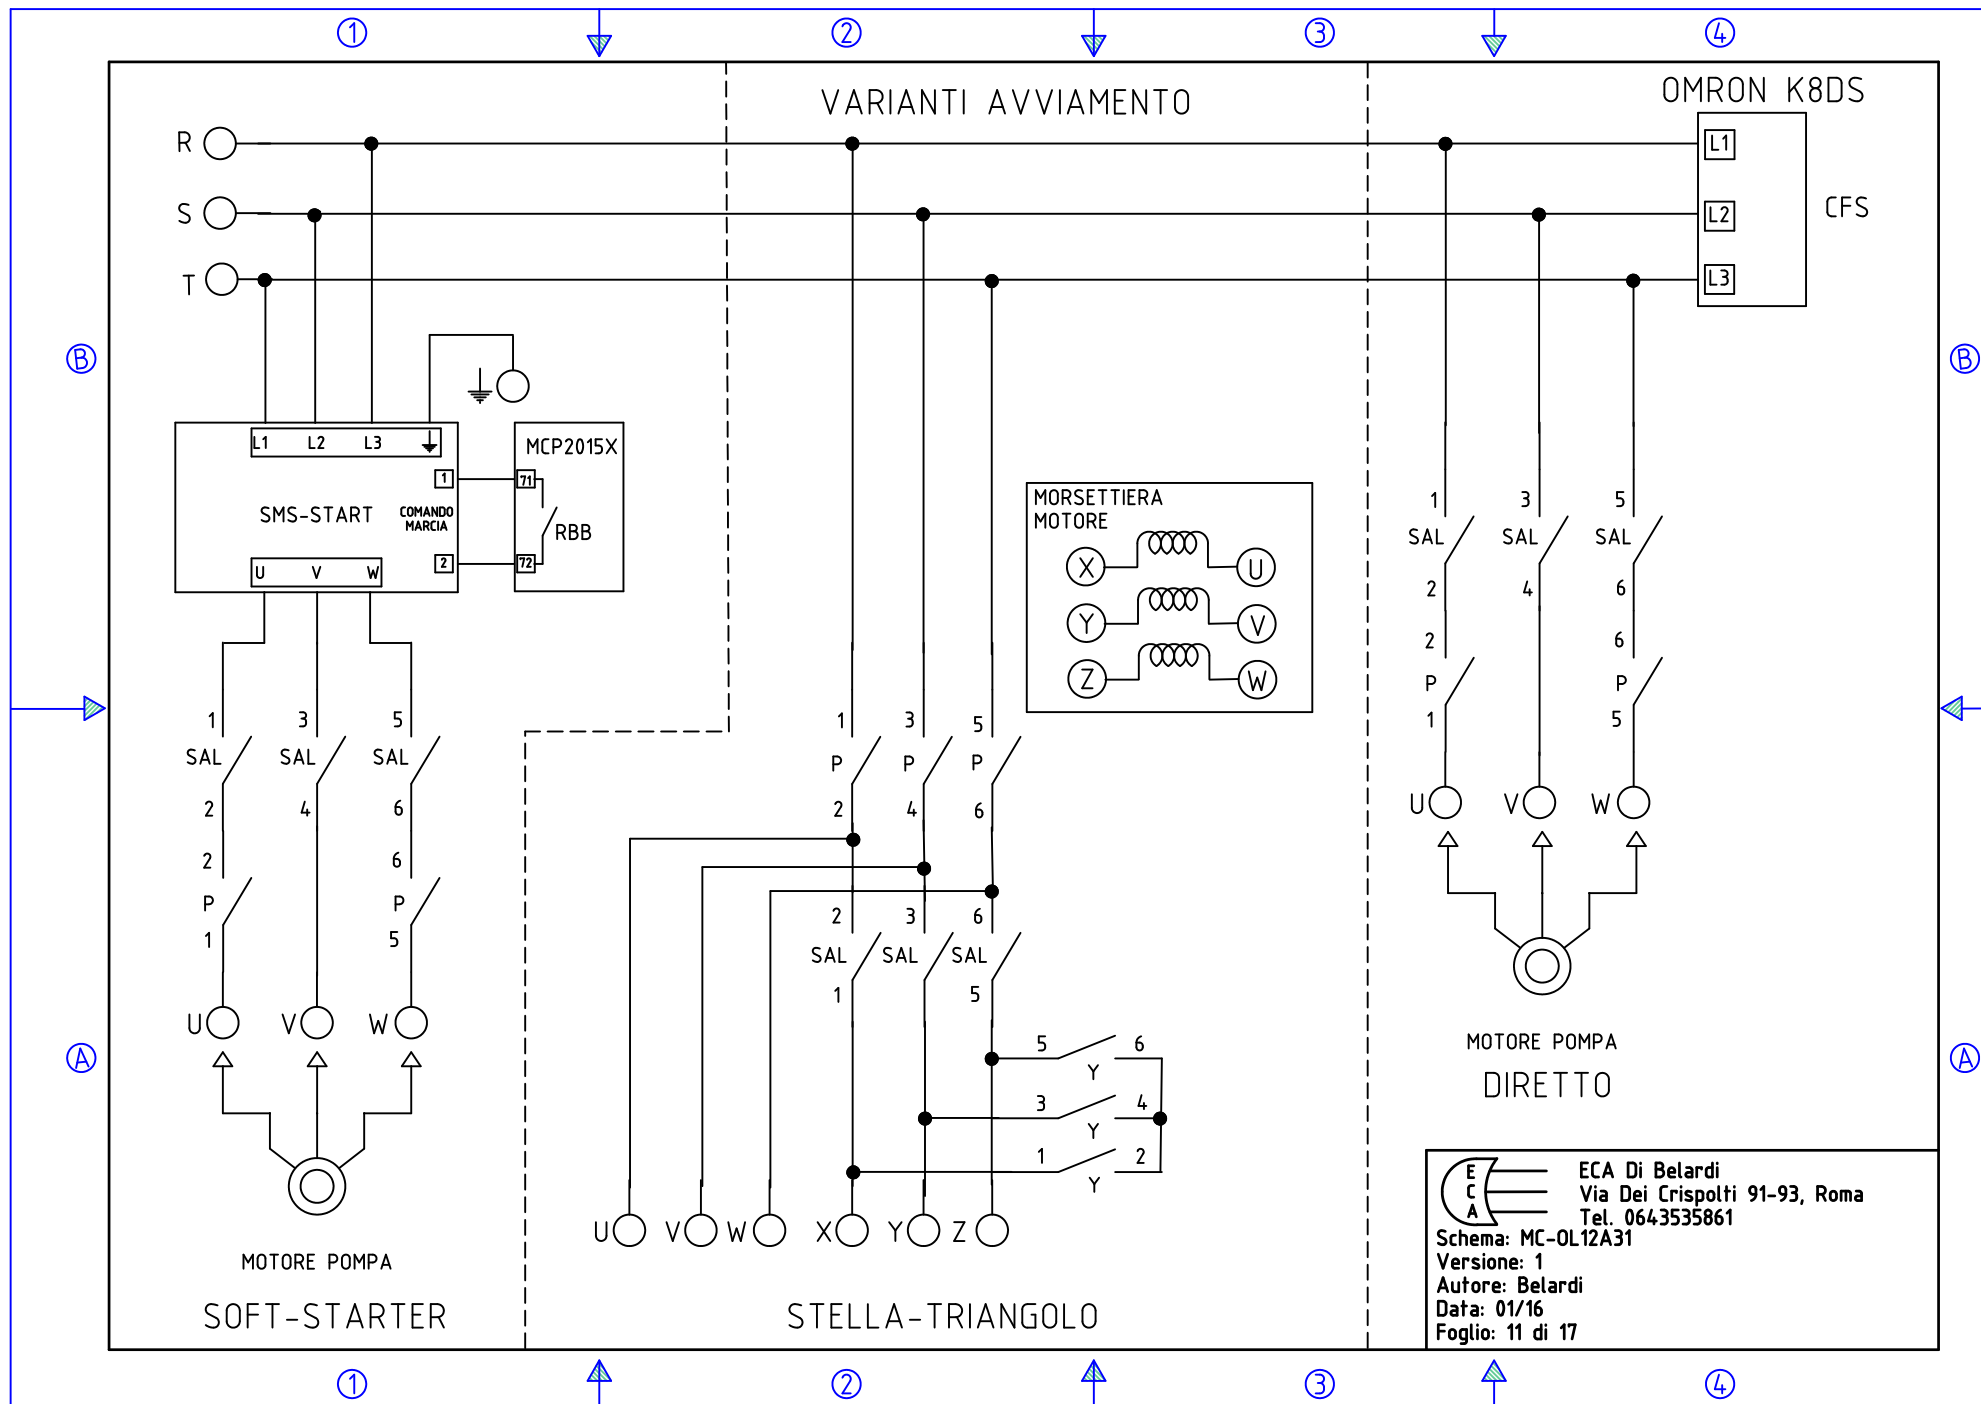 1 2 3 4
VARIANTI AVVIAMENTO
OMRON K8DS
R
S
T
L1
L2
L3
CFS
B B
L1 L2 L3
SMS-START
COMANDO
MARCIA
1
2
U V W
MCP2015X
71
72
RBB
1 3 5
SAL SAL SAL
2 4 6
2 6
P P
1 5
U V W
MOTORE POMPA
SOFT-STARTER
MORSETTIERA
MOTORE
X U
Y V
Z W
1 3 5
P P P
2 4 6
2 3 6
SAL SAL SAL
1 5
5 6
Y
3 4
Y
1 2
Y
U V W X Y Z
STELLA-TRIANGOLO
1 3 5
SAL SAL SAL
2 4 6
2 6
P P
1 5
U V W
MOTORE POMPA
DIRETTO
A A
E
C
A
ECA Di Belardi
Via Dei Crispolti 91-93, Roma
Tel. 0643535861
Schema: MC-OL12A31
Versione: 1
Autore: Belardi
Data: 01/16
Foglio: 11 di 17
1 2 3 4